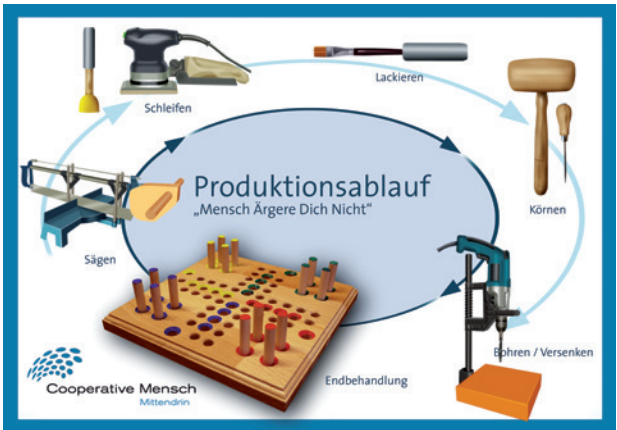 Lackieren
Schleifen
Produktionsablauf
„Mensch Ärgere Dich Nicht“
Körnen
Sägen
Bohren / Versenken
Endbehandlung
Cooperative Mensch
Mittendrin